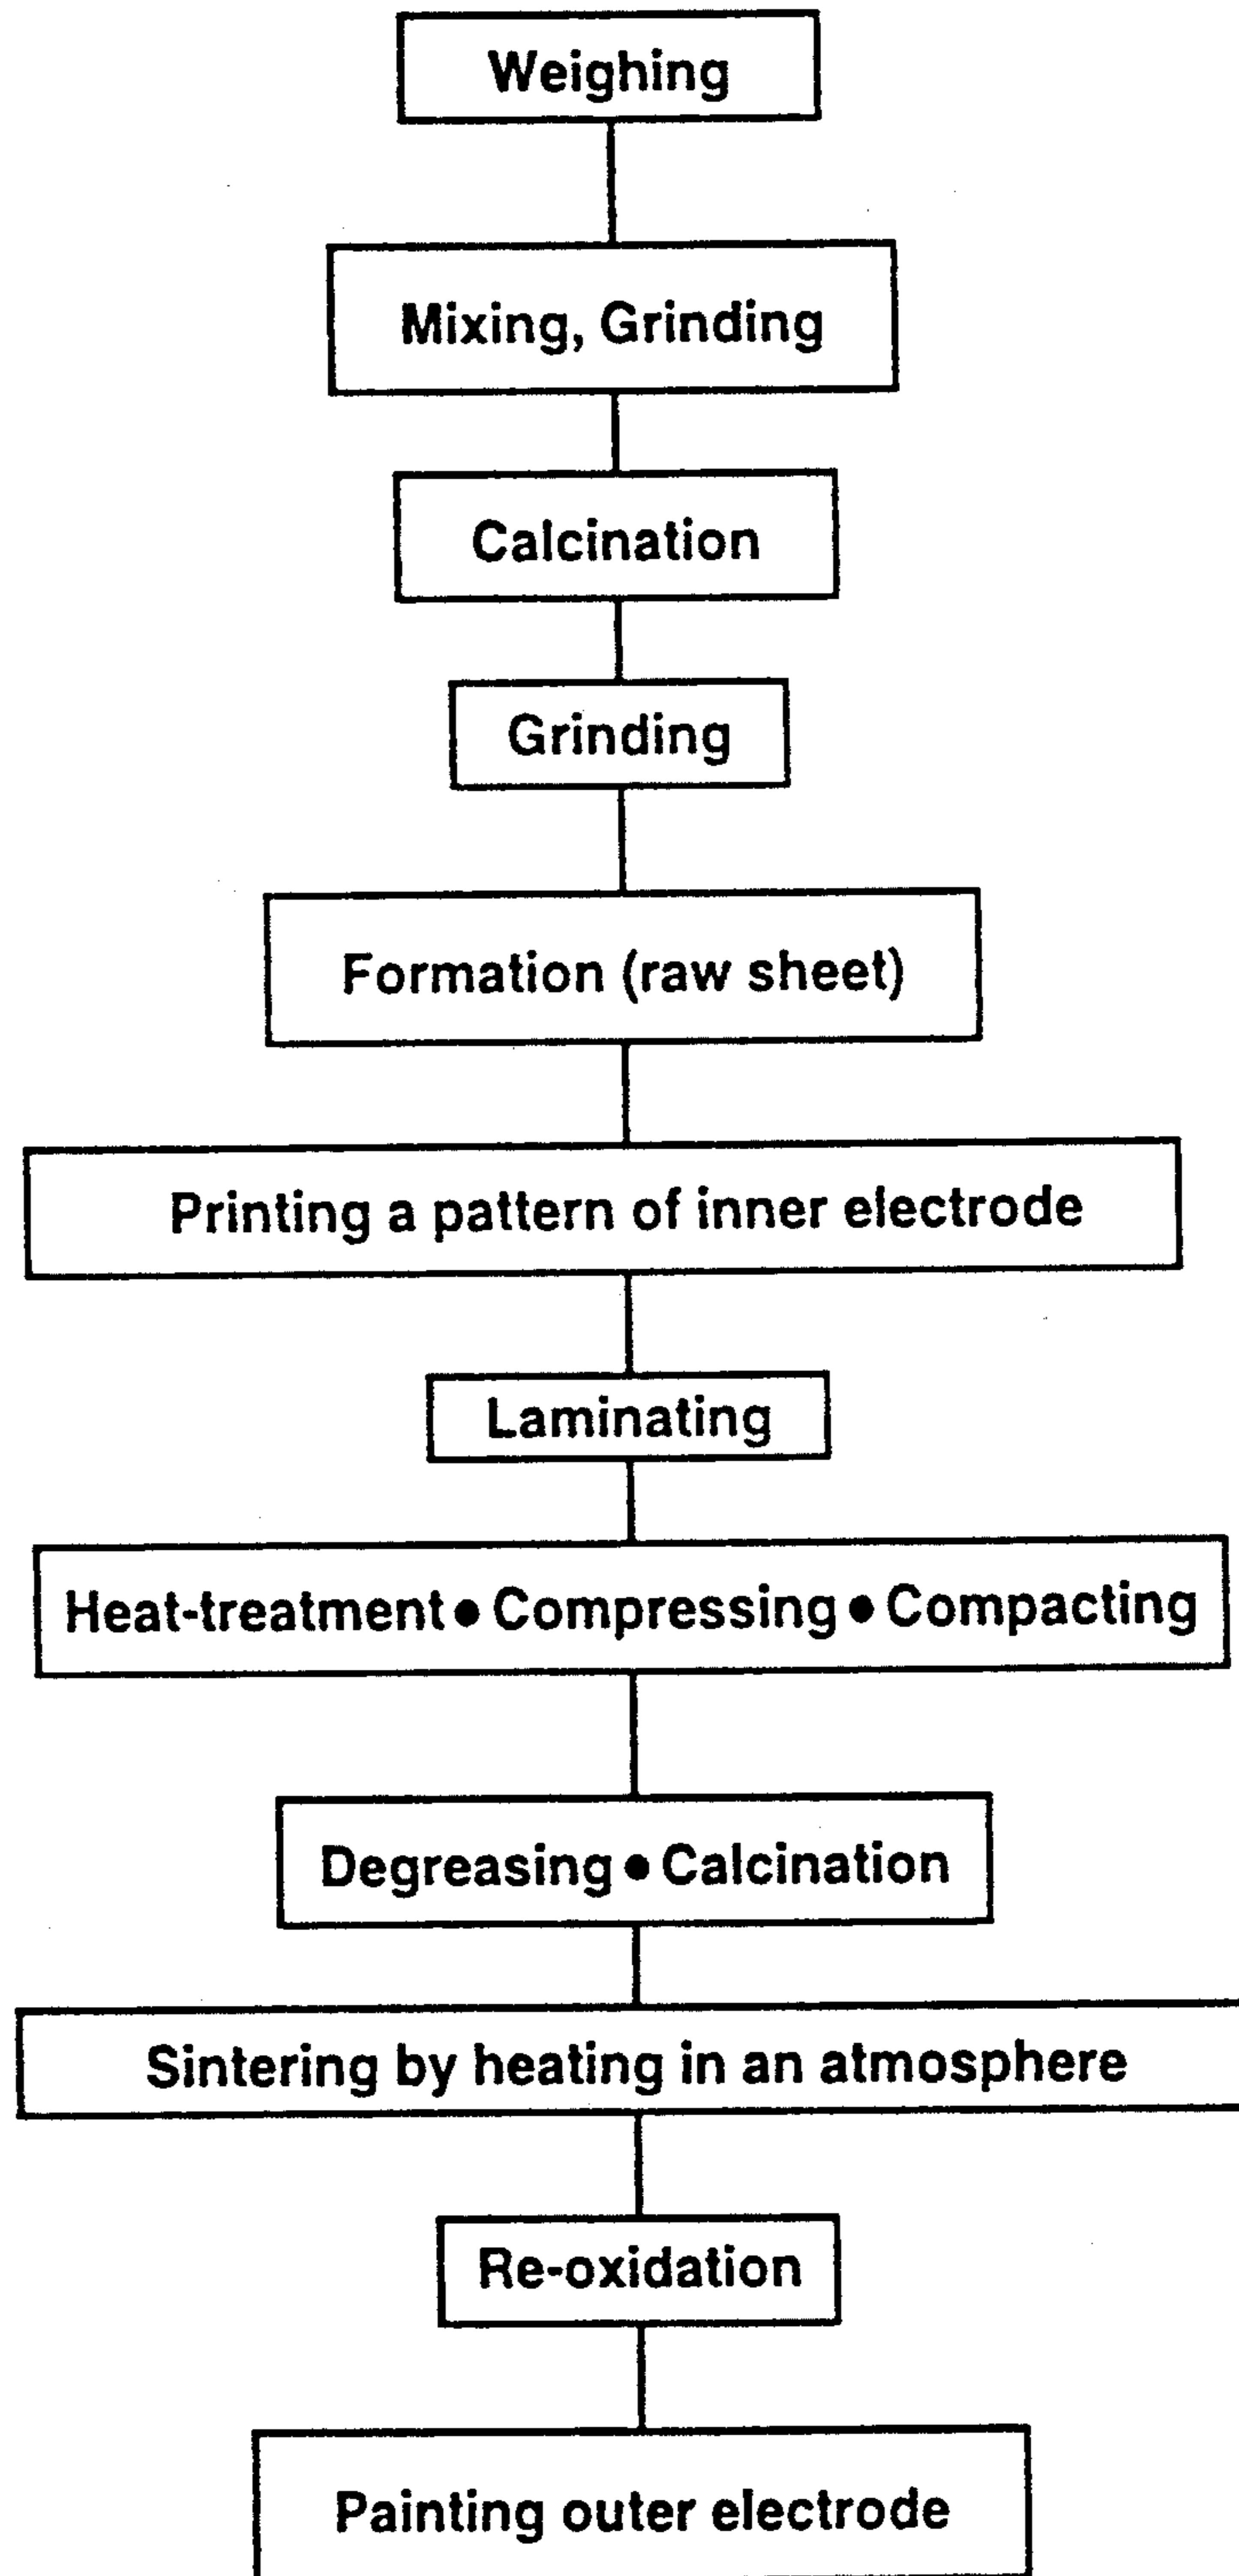 Weighing
Mixing, Grinding
Calcination
Grinding
Formation (raw sheet)
Printing a pattern of inner electrode
Laminating
Heat-treatment ● Compressing ● Compacting
Degreasing ● Calcination
Sintering by heating in an atmosphere
Re-oxidation
Painting outer electrode